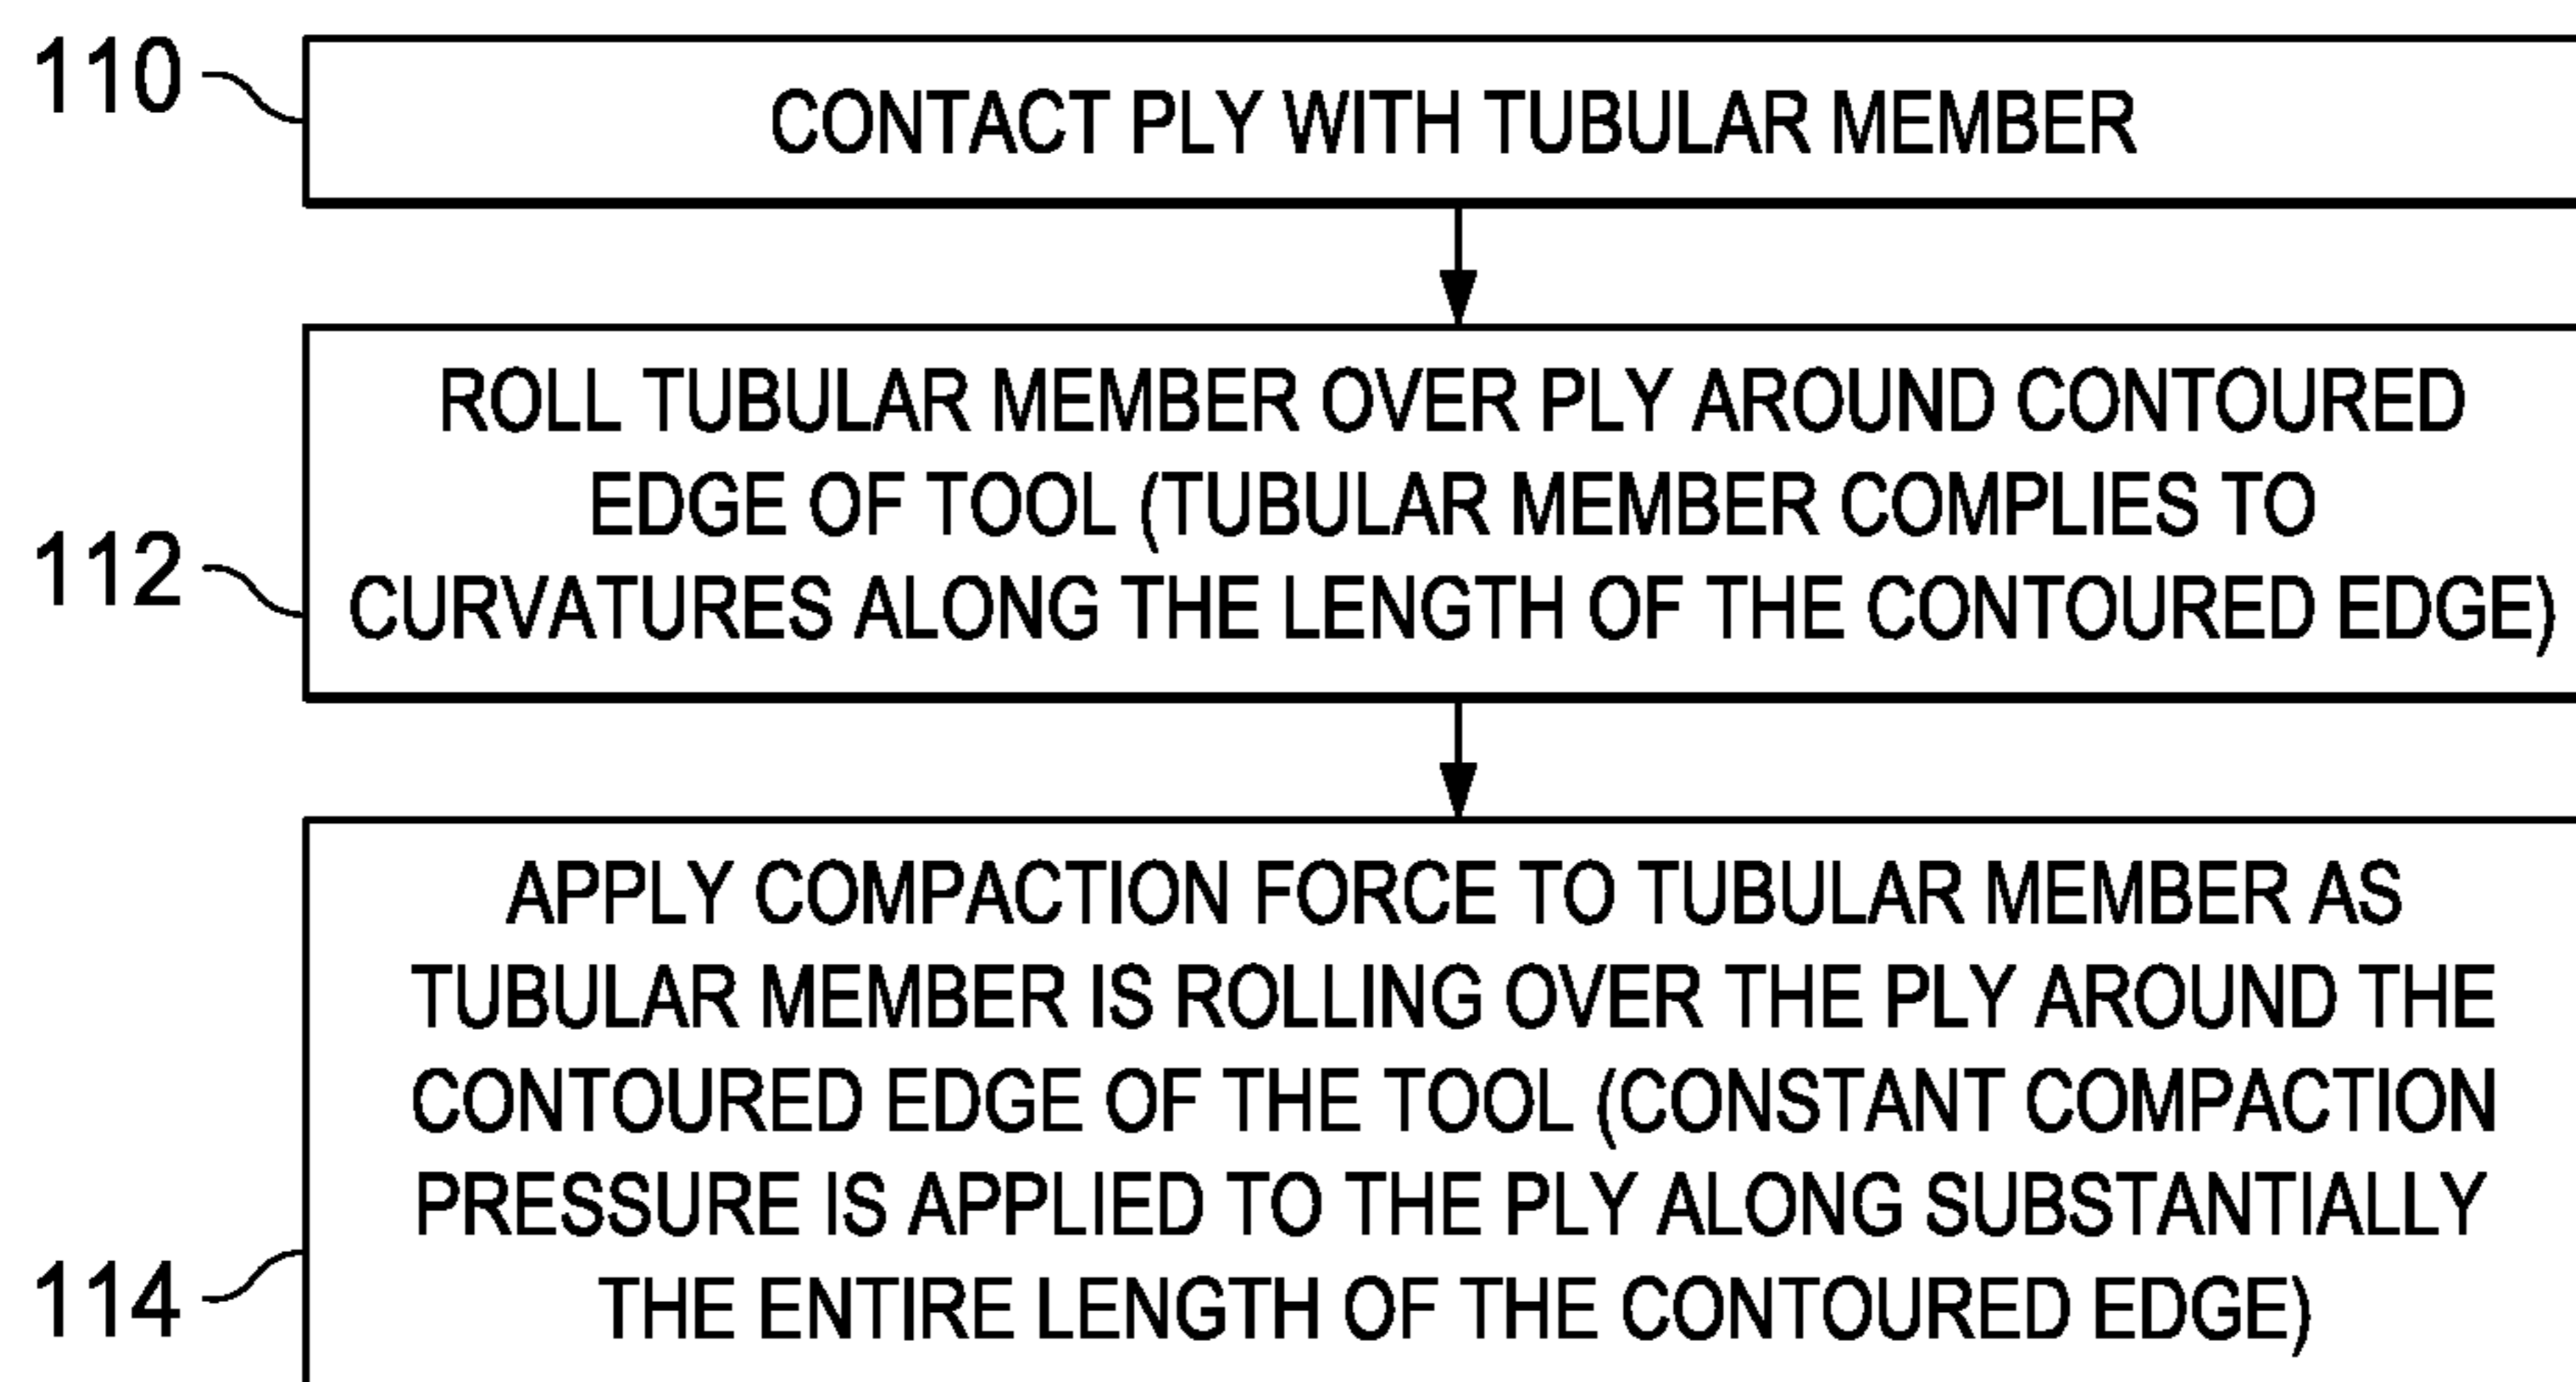 110
CONTACT PLY WITH TUBULAR MEMBER
ROLL TUBULAR MEMBER OVER PLY AROUND CONTOURED
EDGE OF TOOL (TUBULAR MEMBER COMPLIES TO
112
CURVATURES ALONG THE LENGTH OF THE CONTOURED EDGE)
APPLY COMPACTION FORCE TO TUBULAR MEMBER AS
TUBULAR MEMBER IS ROLLING OVER THE PLY AROUND THE
CONTOURED EDGE OF THE TOOL (CONSTANT COMPACTION
PRESSURE IS APPLIED TO THE PLY ALONG SUBSTANTIALLY
114
THE ENTIRE LENGTH OF THE CONTOURED EDGE)